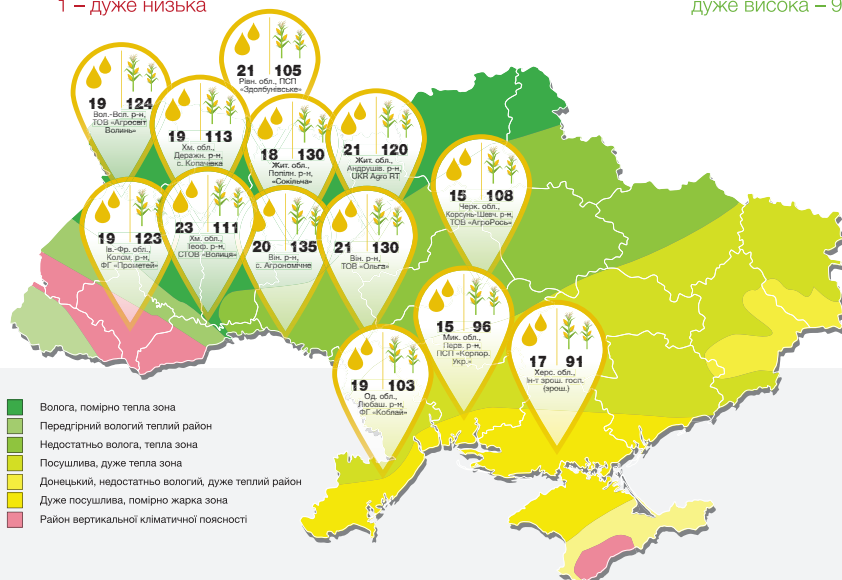 1 – дуже низька
дуже висока – 9
21 105
Рівн. обл., ПСП
«Здолбунівське»
19 124
Вол.-Вол. р-н,
ТОВ «Агросвіт
Волинь»
19 113
Хм. обл.,
Деражн. р-н,
с. Копачівка
18 130
Жит. обл.,
Попілн. р-н,
«Сокільча»
21 120
Жит. обл.,
Андрушів. р-н,
UKR Agro RT
15 108
Черк. обл.,
Корсунь-Шевч. р-н,
ТОВ «АгроРось»
19 123
Ів.-Фр. обл.,
Колом. р-н,
ФГ «Прометей»
23 111
Хм. обл.,
Теоф. р-н,
СТОВ «Волиця»
20 135
Він. р-н,
с. Агрономічне
21 130
Він. р-н,
ТОВ «Ольга»
15 96
Мик. обл.,
Перв. р-н,
ПСП «Корпор.
Укр.»
17 91
Херс. обл.,
Ін-т зрош. госп.
(зрош.)
19 103
Од. обл.,
Любаш. р-н,
ФГ «Коблай»
Волога, помірно тепла зона
Передгірний вологий теплий район
Недостатньо волога, тепла зона
Посушлива, дуже тепла зона
Донецький, недостатньо вологий, дуже теплий район
Дуже посушлива, помірно жарка зона
Район вертикальної кліматичної поясності